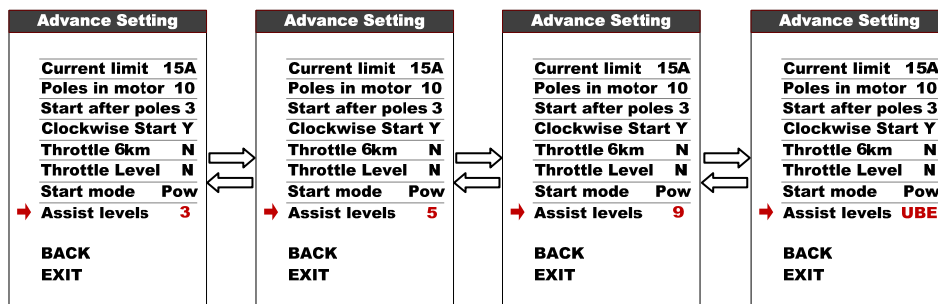 Advance Setting
Current limit 15A
Poles in motor 10
Start after poles 3
Clockwise Start Y
Throttle 6km N
Throttle Level N
Start mode Pow
Assist levels 3
BACK
EXIT
Advance Setting
Current limit 15A
Poles in motor 10
Start after poles 3
Clockwise Start Y
Throttle 6km N
Throttle Level N
Start mode Pow
Assist levels 5
BACK
EXIT
Advance Setting
Current limit 15A
Poles in motor 10
Start after poles 3
Clockwise Start Y
Throttle 6km N
Throttle Level N
Start mode Pow
Assist levels 9
BACK
EXIT
Advance Setting
Current limit 15A
Poles in motor 10
Start after poles 3
Clockwise Start Y
Throttle 6km N
Throttle Level N
Start mode Pow
Assist levels UBE
BACK
EXIT